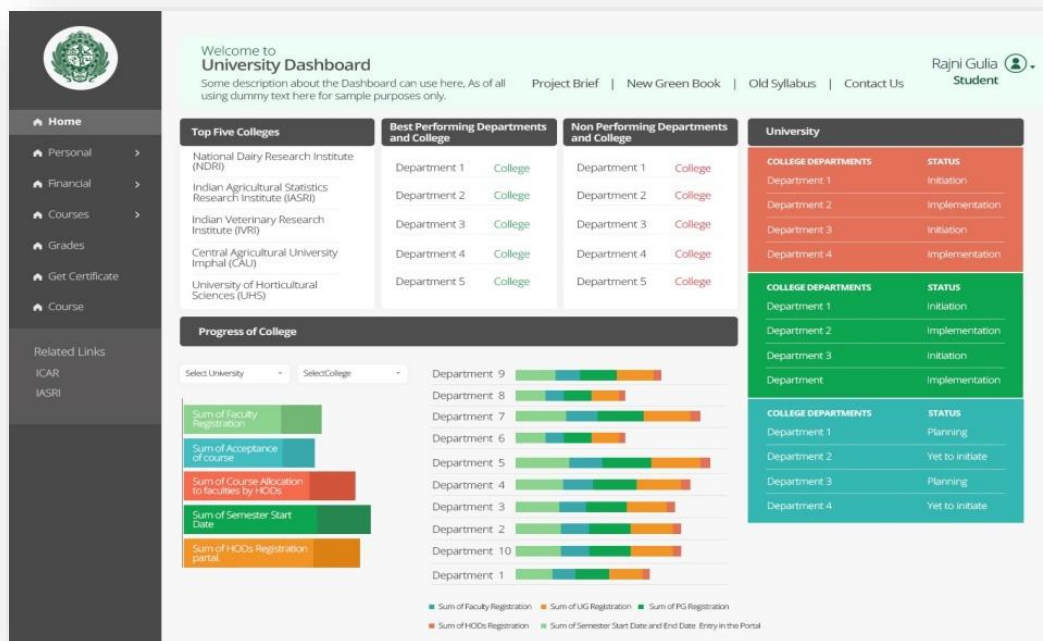 Welcome to
University Dashboard
Some description about the Dashboard can use here, As of all
using dummy text here for sample purposes only.
Project Brief | New Green Book | Old Syllabus | Contact Us
Rajni Gulia
Student
Home
Personal >
Financial >
Courses >
Grades
Get Certificate
Course
Related Links
ICAR
IASRI
Top Five Colleges
National Dairy Research Institute
(NDRI)
Indian Agricultural Statistics
Research Institute (IASRI)
Indian Veterinary Research
Institute (IVRI)
Central Agricultural University
Imphal (CAU)
University of Horticultural
Sciences (UHS)
Best Performing Departments
and College
Department 1 College
Department 2 College
Department 3 College
Department 4 College
Department 5 College
Non Performing Departments
and College
Department 1 College
Department 2 College
Department 3 College
Department 4 College
Department 5 College
University
COLLEGE DEPARTMENTS STATUS
Department 1 Initiation
Department 2 Implementation
Department 3 Initiation
Department 4 Implementation
COLLEGE DEPARTMENTS STATUS
Department 1 Initiation
Department 2 Implementation
Department 3 Initiation
Department Implementation
COLLEGE DEPARTMENTS STATUS
Department 1 Planning
Department 2 Yet to initiate
Department 3 Planning
Department 4 Yet to initiate
Progress of College
Select University
SelectCollege
Sum of Faculty
Registration
Sum of Acceptance
of course
Sum of Course Allocation
to faculties by HODs
Sum of Semester Start
Date
Sum of HODs Registration
partal
Department 9
Department 8
Department 7
Department 6
Department 5
Department 4
Department 3
Department 2
Department 10
Department 1
Sum of Faculty Registration Sum of UG Registration Sum of PG Registration
Sum of HODs Registration Sum of Semester Start Date and End Date Entry in the Portal